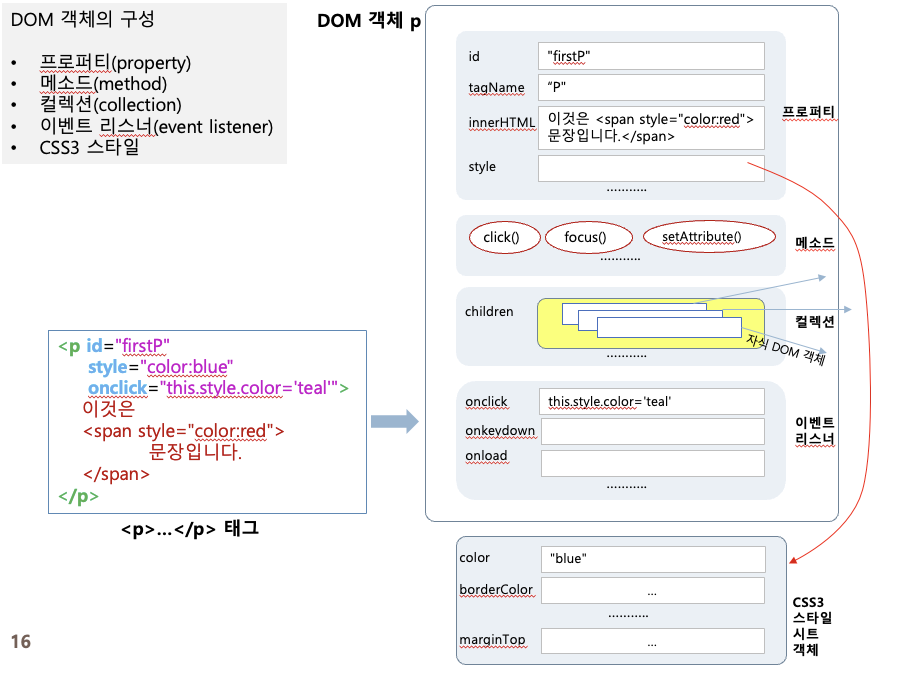 DOM 객체의 구성
• 프로퍼티(property)
• 메소드(method)
• 컬렉션(collection)
• 이벤트 리스너(event listener)
• CSS3 스타일
<p id="firstP"
style="color:blue"
onclick="this.style.color='teal'">
이것은
<span style="color:red">
문장입니다.
</span>
</p>
<p>...</p> 태그
DOM 객체 p
id "firstP"
tagName "P"
innerHTML 이것은 <span style="color:red">
문장입니다.</span>
style
...........
프로퍼티
click() focus() setAttribute()
...........
메소드
children
...........
컬렉션
자식 DOM 객체
onclick this.style.color='teal'
onkeydown
onload
...........
이벤트
리스너
color "blue"
borderColor ...
...........
marginTop ...
CSS3
스타일
시트
객체
16